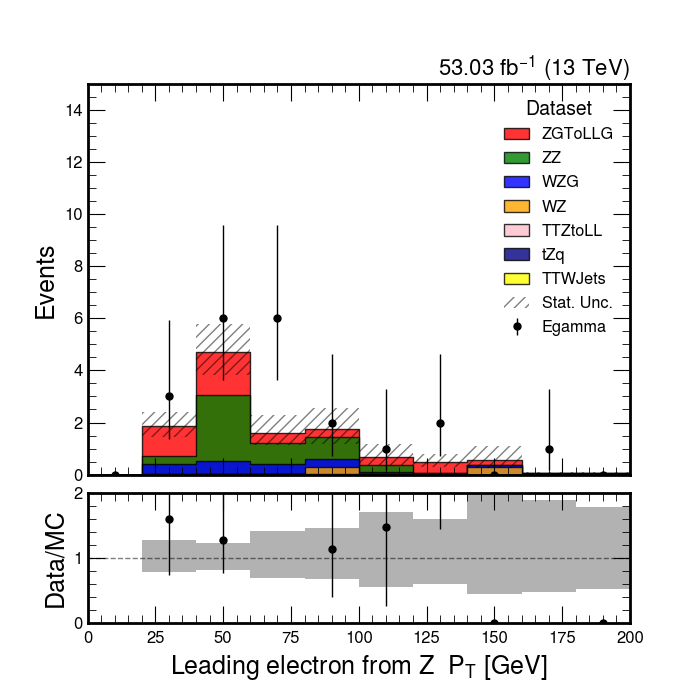 53.03 fb⁻¹ (13 TeV)
Dataset
ZGToLLG
ZZ
WZG
WZ
TTZtoLL
tZq
TTWJets
Stat. Unc.
Egamma
Events
14
12
10
8
6
4
2
0
Data/MC
2
1
0
0 25 50 75 100 125 150 175 200
Leading electron from Z P_T [GeV]